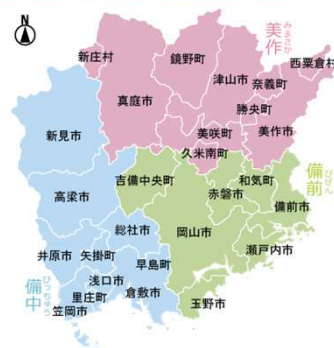 N
美作
みまさか
西粟倉村
新庄村
鏡野町
津山市
奈義町
真庭市
勝央町
美咲町
美作市
久米南町
新見市
備前
びぜん
吉備中央町
和気町
赤磐市
備前市
高梁市
総社市
岡山市
瀬戸内市
井原市
矢掛町
早島町
浅口市
備中
びっちゅう
里庄町
倉敷市
笠岡市
玉野市